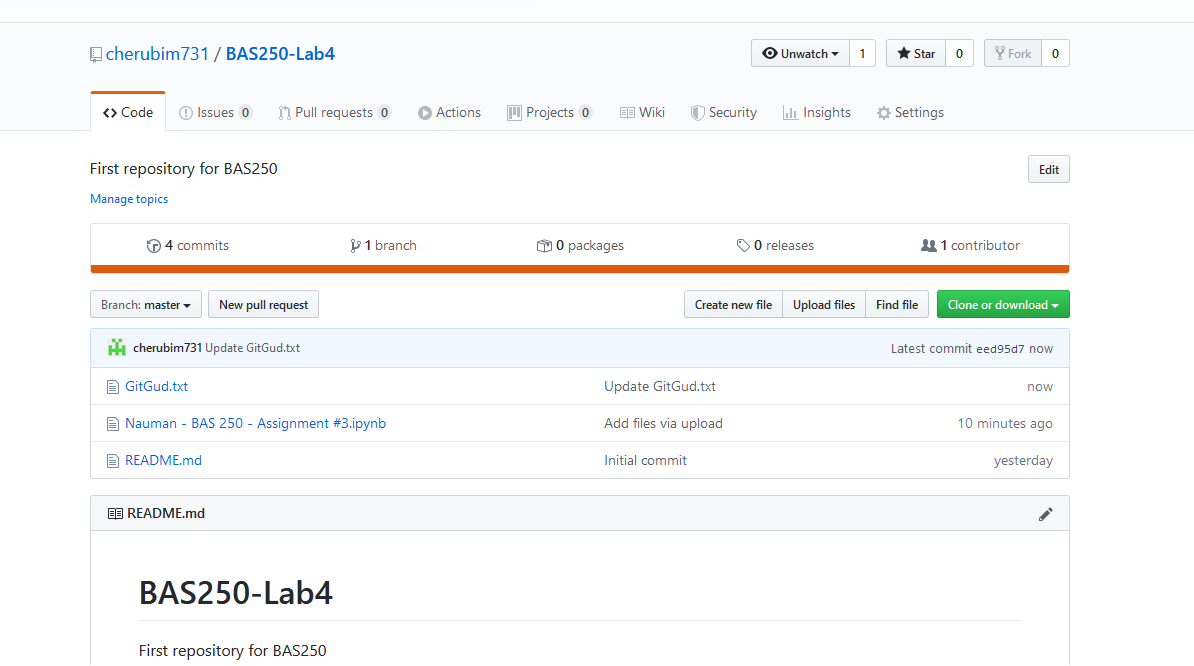 cherubim731 / BAS250-Lab4
Unwatch 1 Star 0 Fork 0
Code Issues 0 Pull requests 0 Actions Projects 0 Wiki Security Insights Settings
First repository for BAS250 Edit
Manage topics
4 commits 1 branch 0 packages 0 releases 1 contributor
Branch: master New pull request Create new file Upload files Find file Clone or download
cherubim731 Update GitGud.txt Latest commit eed95d7 now
GitGud.txt Update GitGud.txt now
Nauman - BAS 250 - Assignment #3.ipynb Add files via upload 10 minutes ago
README.md Initial commit yesterday
README.md
BAS250-Lab4
First repository for BAS250